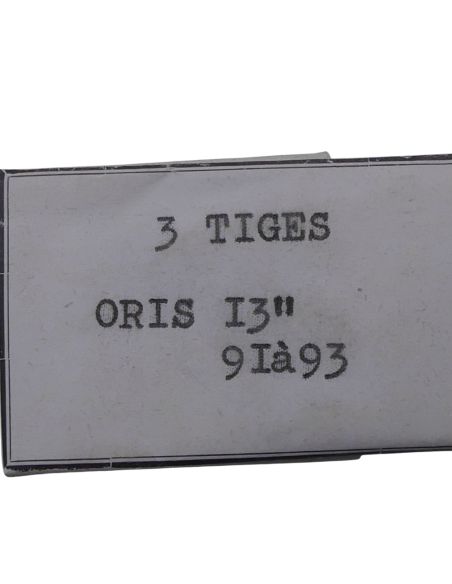 3 TIGES
ORIS I3"
9Ià93